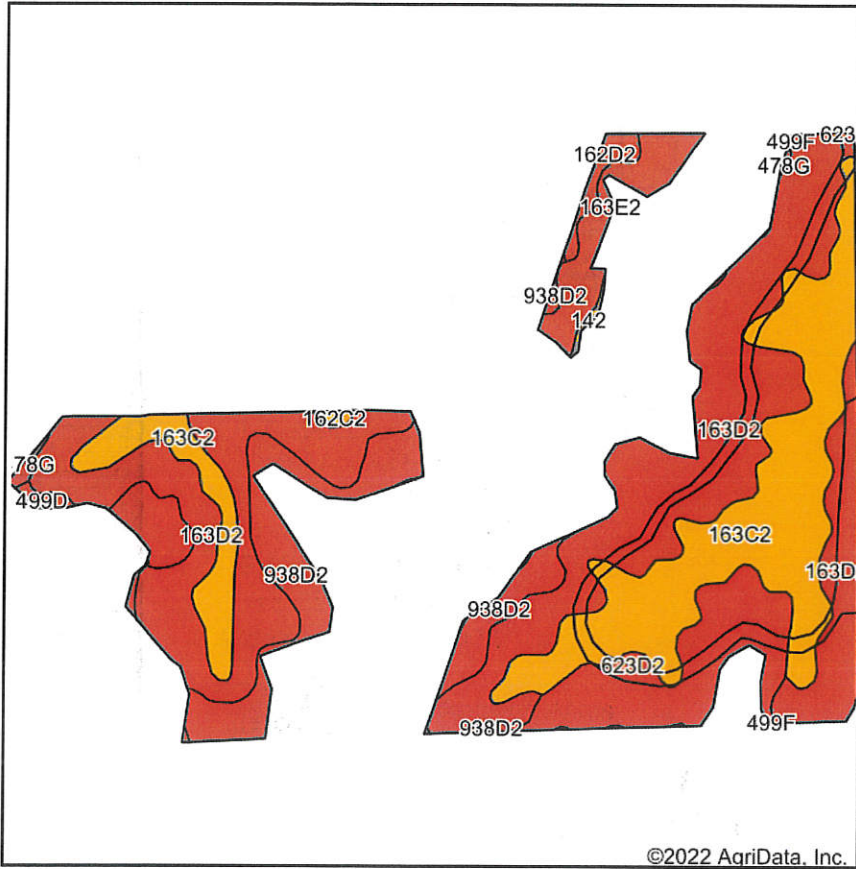 499F 623
162D2
478G
163E2
938D2
142
162C2
163C2
163D2
78G
499D
163D2
163C2
938D2
163D
938D2
623D2
938D2
499F
©2022 AgriData, Inc.